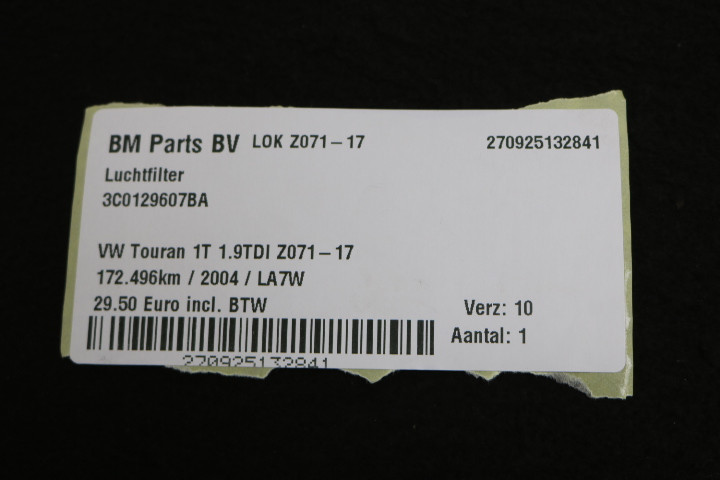 BM Parts BV LOK Z071-17 270925132841
Luchtfilter
3C0129607BA
VW Touran 1T 1.9TDI Z071-17
172.496km / 2004 / LA7W
29.50 Euro incl. BTW Verz: 10
Aantal: 1
270925132841